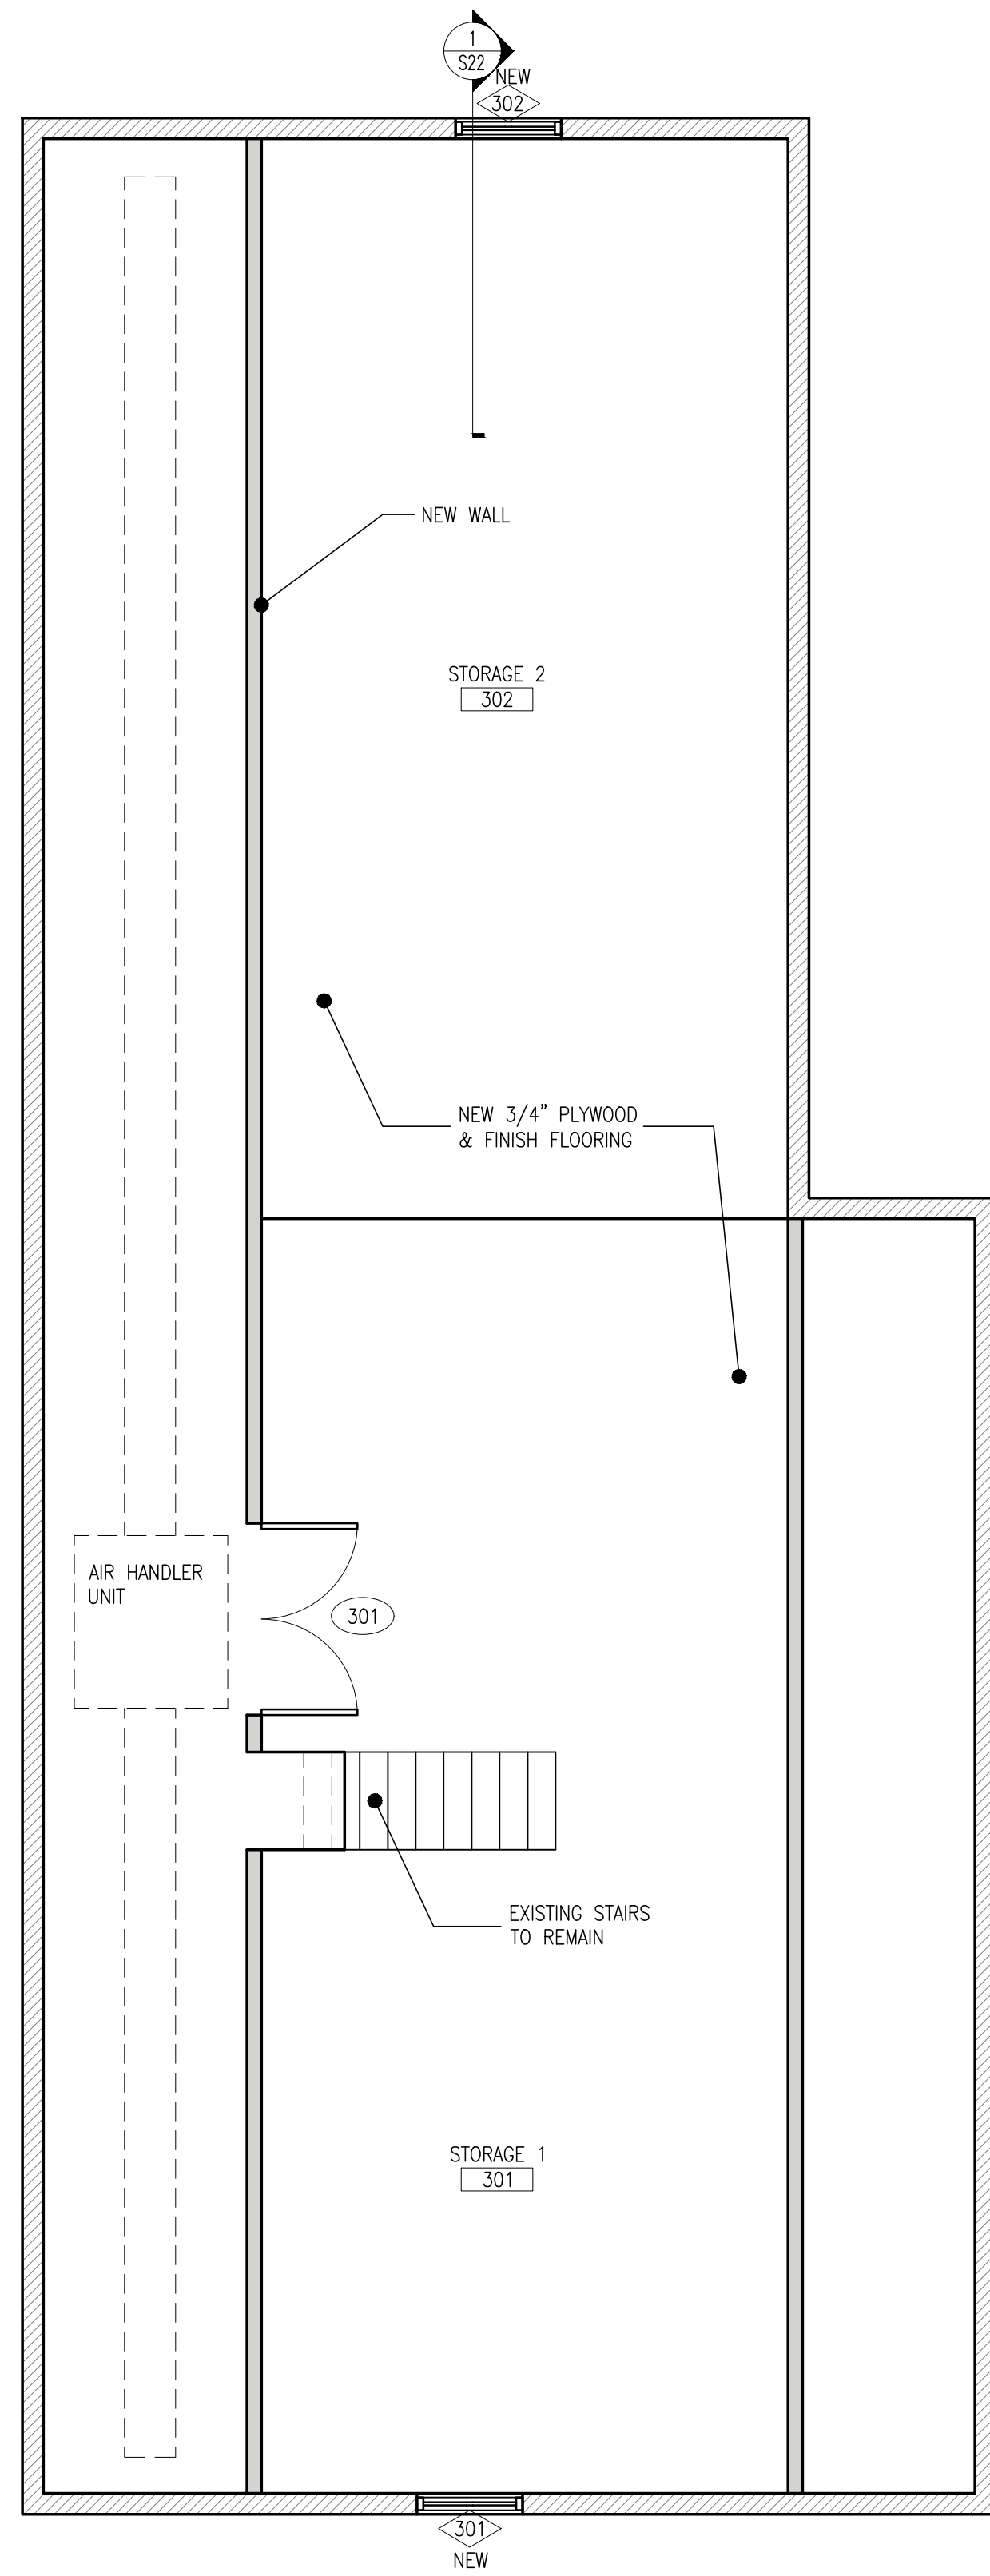 1
S22
NEW
302
NEW WALL
STORAGE 2
302
NEW 3/4" PLYWOOD
& FINISH FLOORING
AIR HANDLER
UNIT
301
EXISTING STAIRS
TO REMAIN
STORAGE 1
301
301
NEW